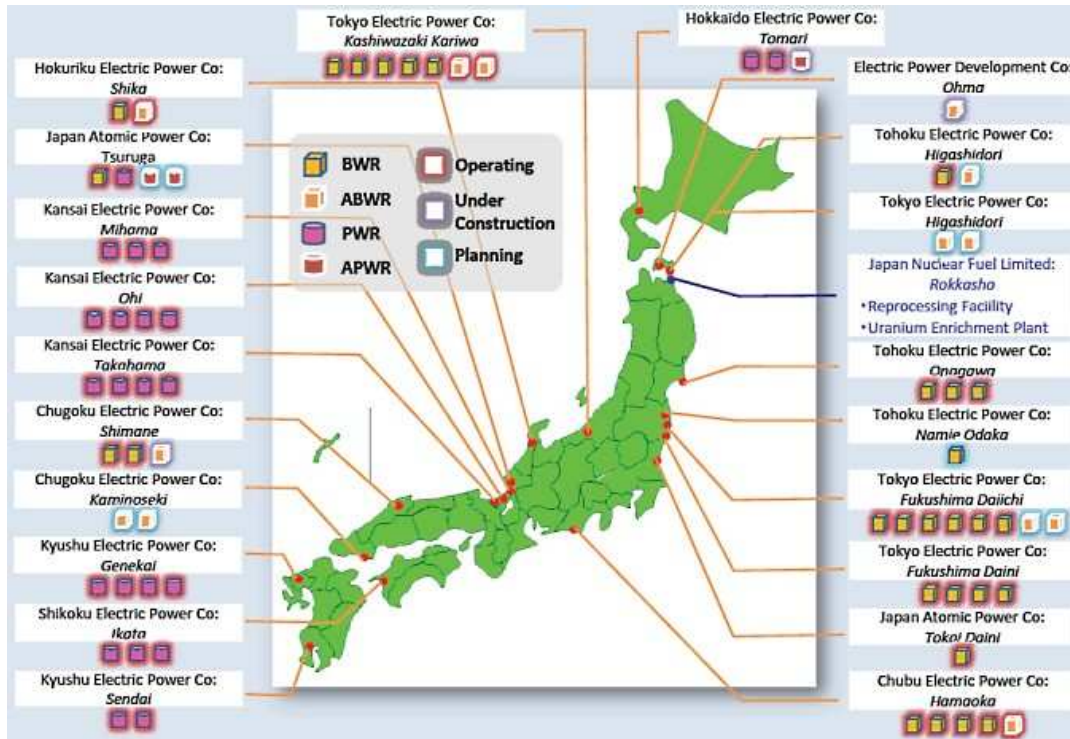 Tokyo Electric Power Co:
Kashiwazaki Kariwa
Hokkaido Electric Power Co:
Tomari
Hokuriku Electric Power Co:
Shika
Japan Atomic Power Co:
Tsuruga
Kansai Electric Power Co:
Mihama
Kansai Electric Power Co:
Ohi
Kansai Electric Power Co:
Takahama
Chugoku Electric Power Co:
Shimane
Chugoku Electric Power Co:
Kaminoseki
Kyushu Electric Power Co:
Genekai
Shikoku Electric Power Co:
Ikata
Kyushu Electric Power Co:
Sendai
BWR
ABWR
PWR
APWR
Operating
Under
Construction
Planning
Electric Power Development Co:
Ohma
Tohoku Electric Power Co:
Higashidori
Tokyo Electric Power Co:
Higashidori
Japan Nuclear Fuel Limited:
Rokkasho
•Reprocessing Faciility
•Uranium Enrichment Plant
Tohoku Electric Power Co:
Onagawa
Tohoku Electric Power Co:
Namie Odaka
Tokyo Electric Power Co:
Fukushima Daiichi
Tokyo Electric Power Co:
Fukushima Daini
Japan Atomic Power Co:
Tokai Daini
Chubu Electric Power Co:
Hamaoka